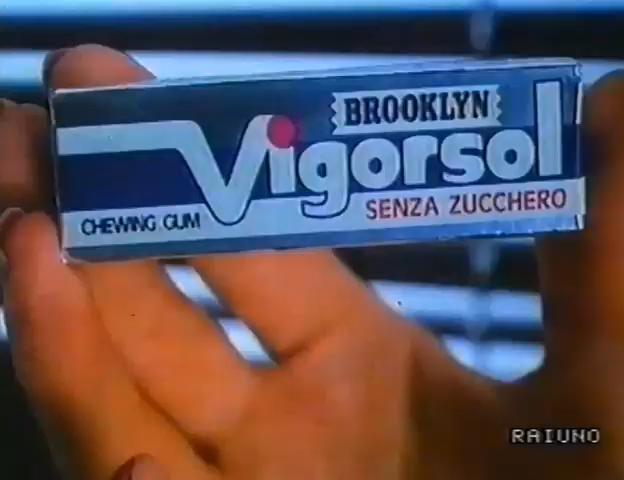 BROOKLYN
Vigorsol
CHEWING GUM
SENZA ZUCCHERO
RAIUNO